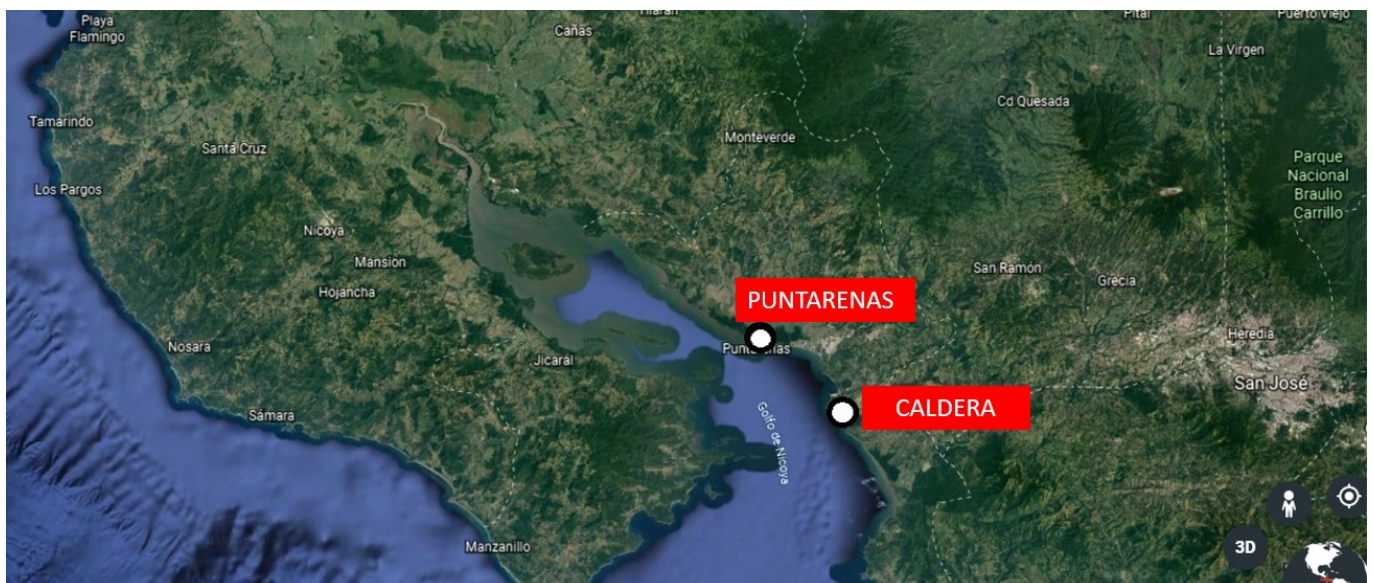 Playa
Flamingo
Cañas
Tilarán
Pital
Puerto Viejo
La Virgen
Cd Quesada
Tamarindo
Santa Cruz
Monteverde
Parque
Nacional
Braulio
Carrillo
Los Pargos
Nicoya
Mansion
Hojancha
San Ramón
Grecia
PUNTARENAS
Puntarenas
Nosara
Jicaral
Heredia
San José
CALDERA
Sámara
Golfo de Nicoya
Manzanillo
3D